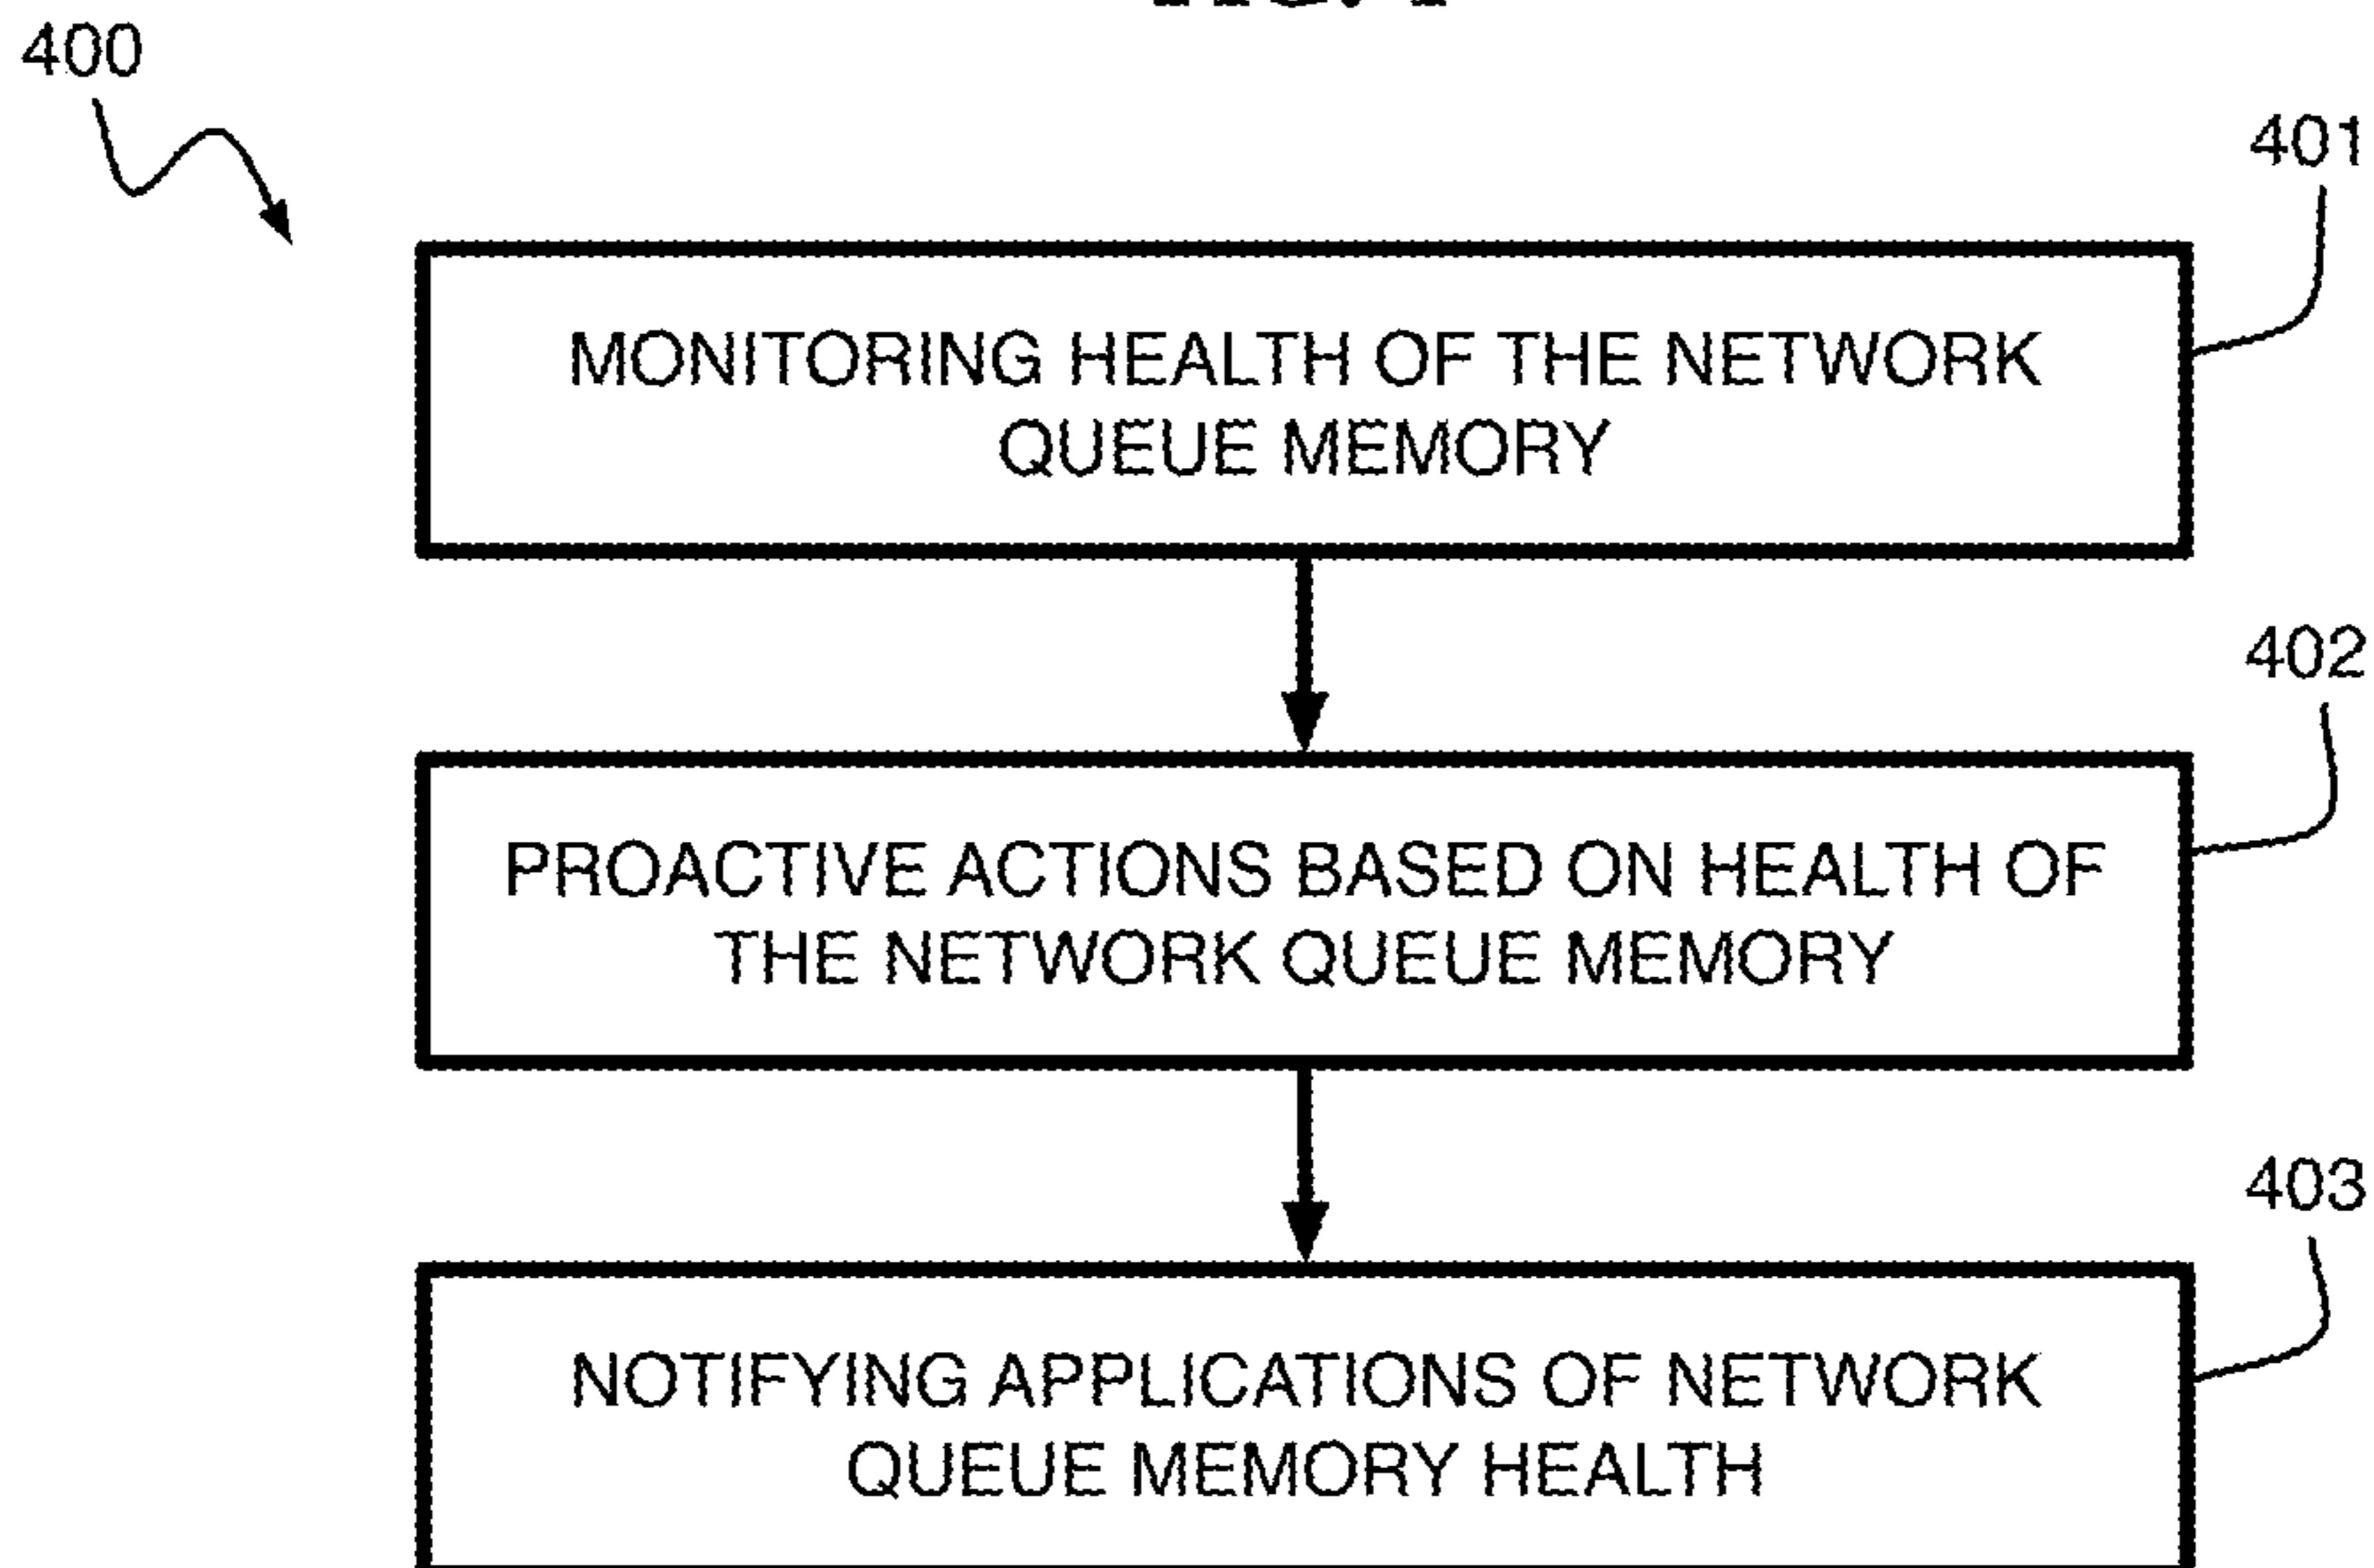 400
401
MONITORING HEALTH OF THE NETWORK
QUEUE MEMORY
402
PROACTIVE ACTIONS BASED ON HEALTH OF
THE NETWORK QUEUE MEMORY
403
NOTIFYING APPLICATIONS OF NETWORK
QUEUE MEMORY HEALTH